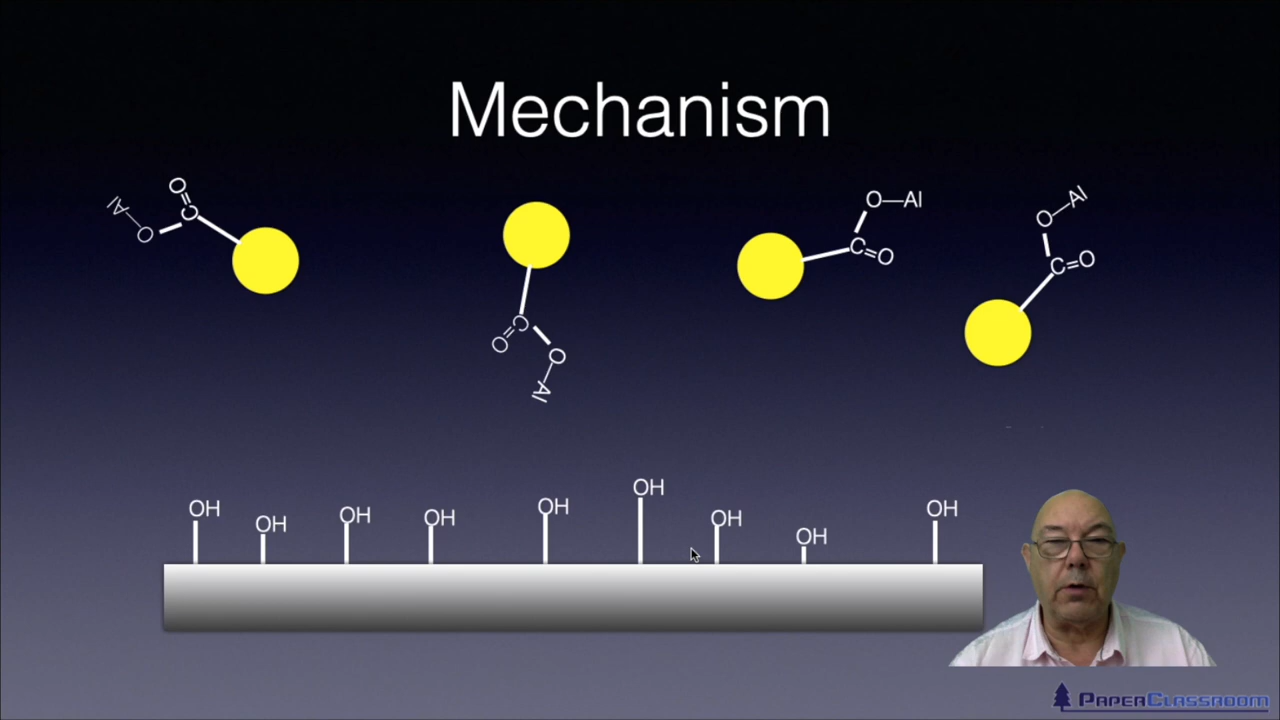 Mechanism
O
C
O
Al
O
C
O
Al
O—Al
C=O
O—Al
C=O
OH
OH
OH
OH
OH
OH
OH
OH
OH
PaperClassroom